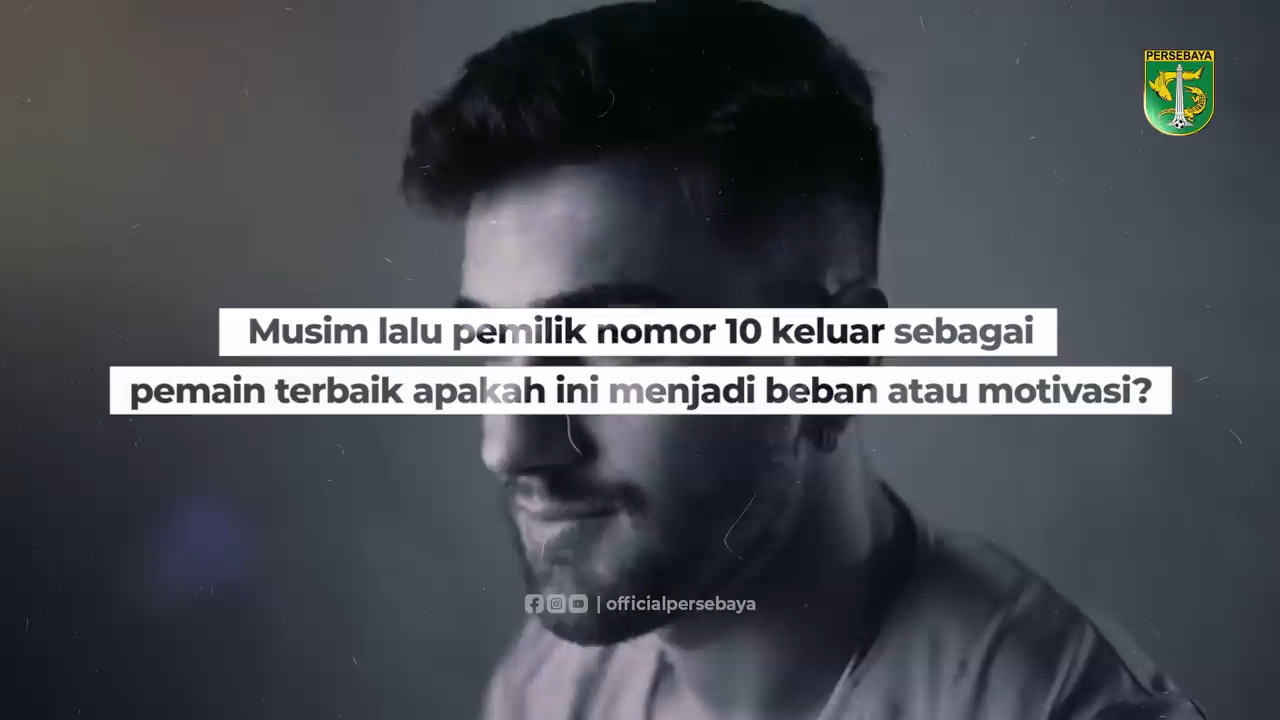 PERSEBAYA
Musim lalu pemilik nomor 10 keluar sebagai
pemain terbaik apakah ini menjadi beban atau motivasi?
| officialpersebaya